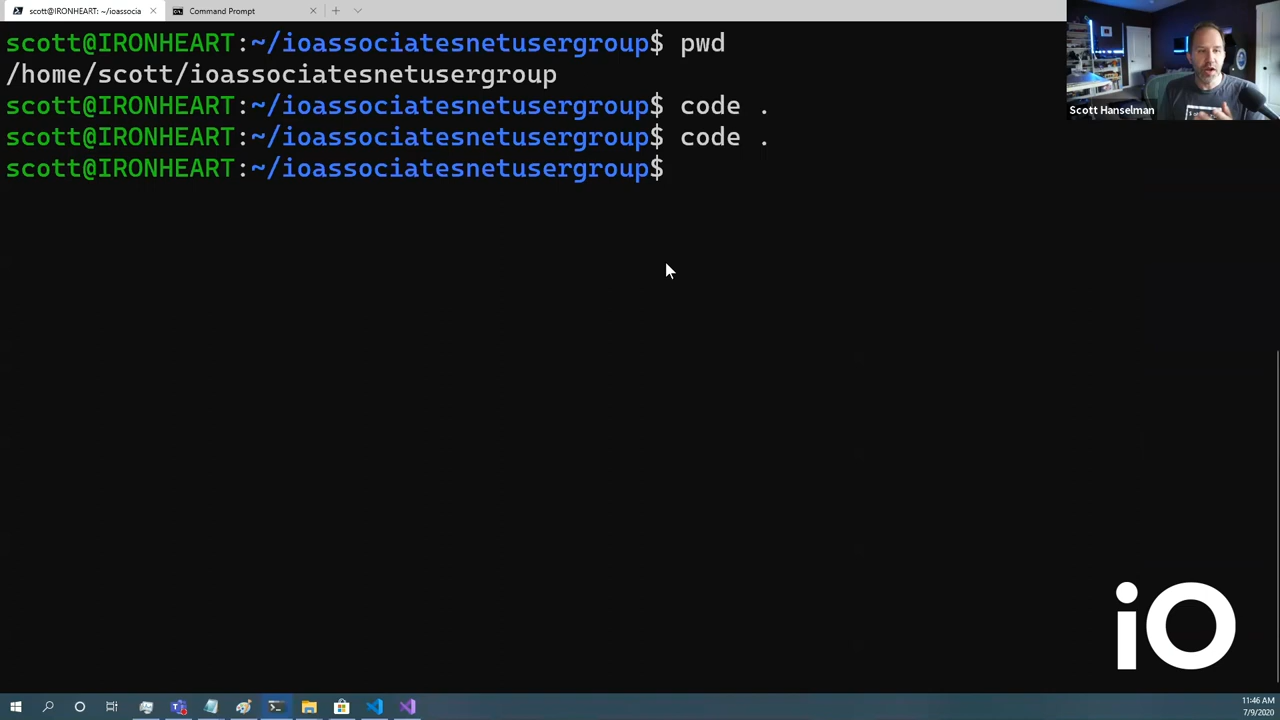 scott@IRONHEART: ~/ioassocia
Command Prompt
scott@IRONHEART:~/ioassociatesnetusergroup$ pwd
/home/scott/ioassociatesnetusergroup
scott@IRONHEART:~/ioassociatesnetusergroup$ code .
scott@IRONHEART:~/ioassociatesnetusergroup$ code .
scott@IRONHEART:~/ioassociatesnetusergroup$
Scott Hanselman
iO
11:46 AM
7/9/2020